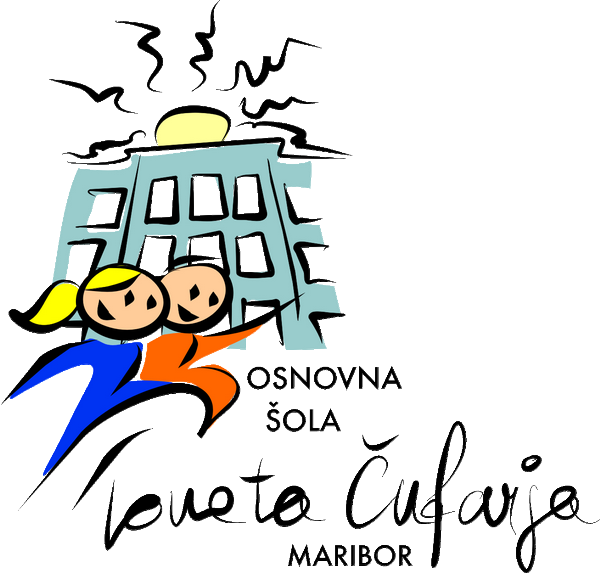 OSNOVNA
ŠOLA
Toneta Čufarja
MARIBOR